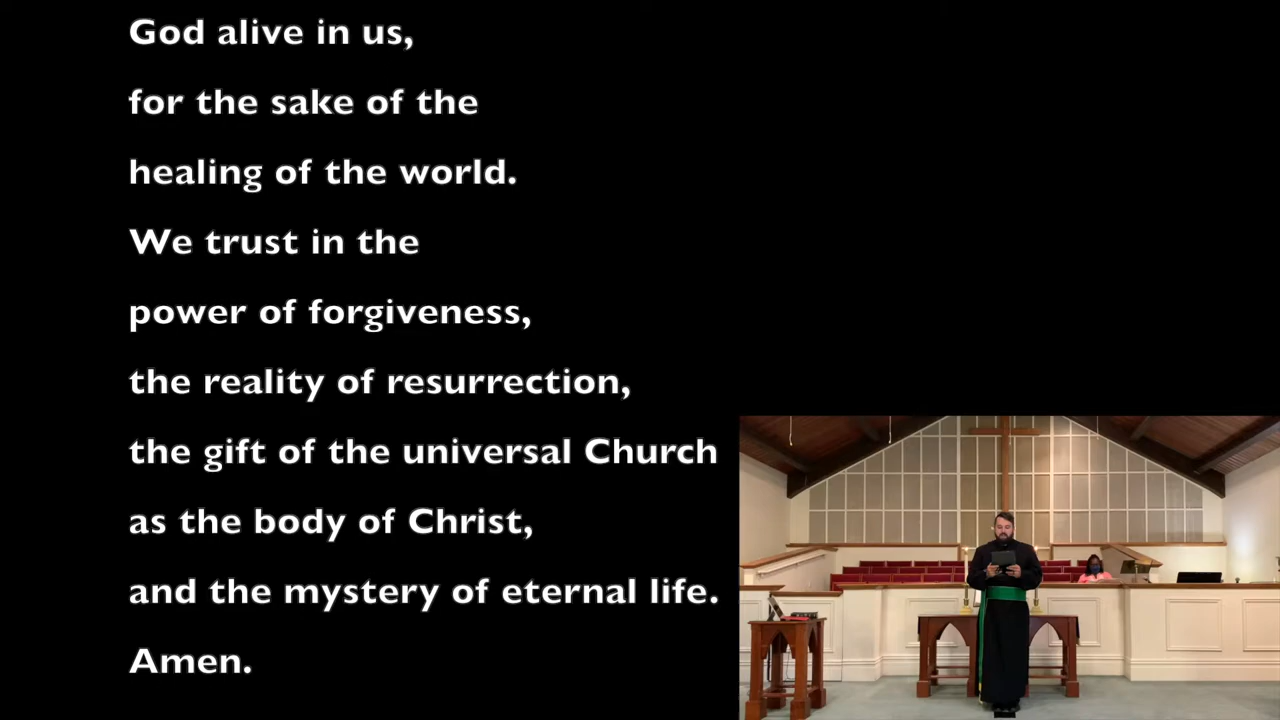 God alive in us,
for the sake of the
healing of the world.
We trust in the
power of forgiveness,
the reality of resurrection,
the gift of the universal Church
as the body of Christ,
and the mystery of eternal life.
Amen.